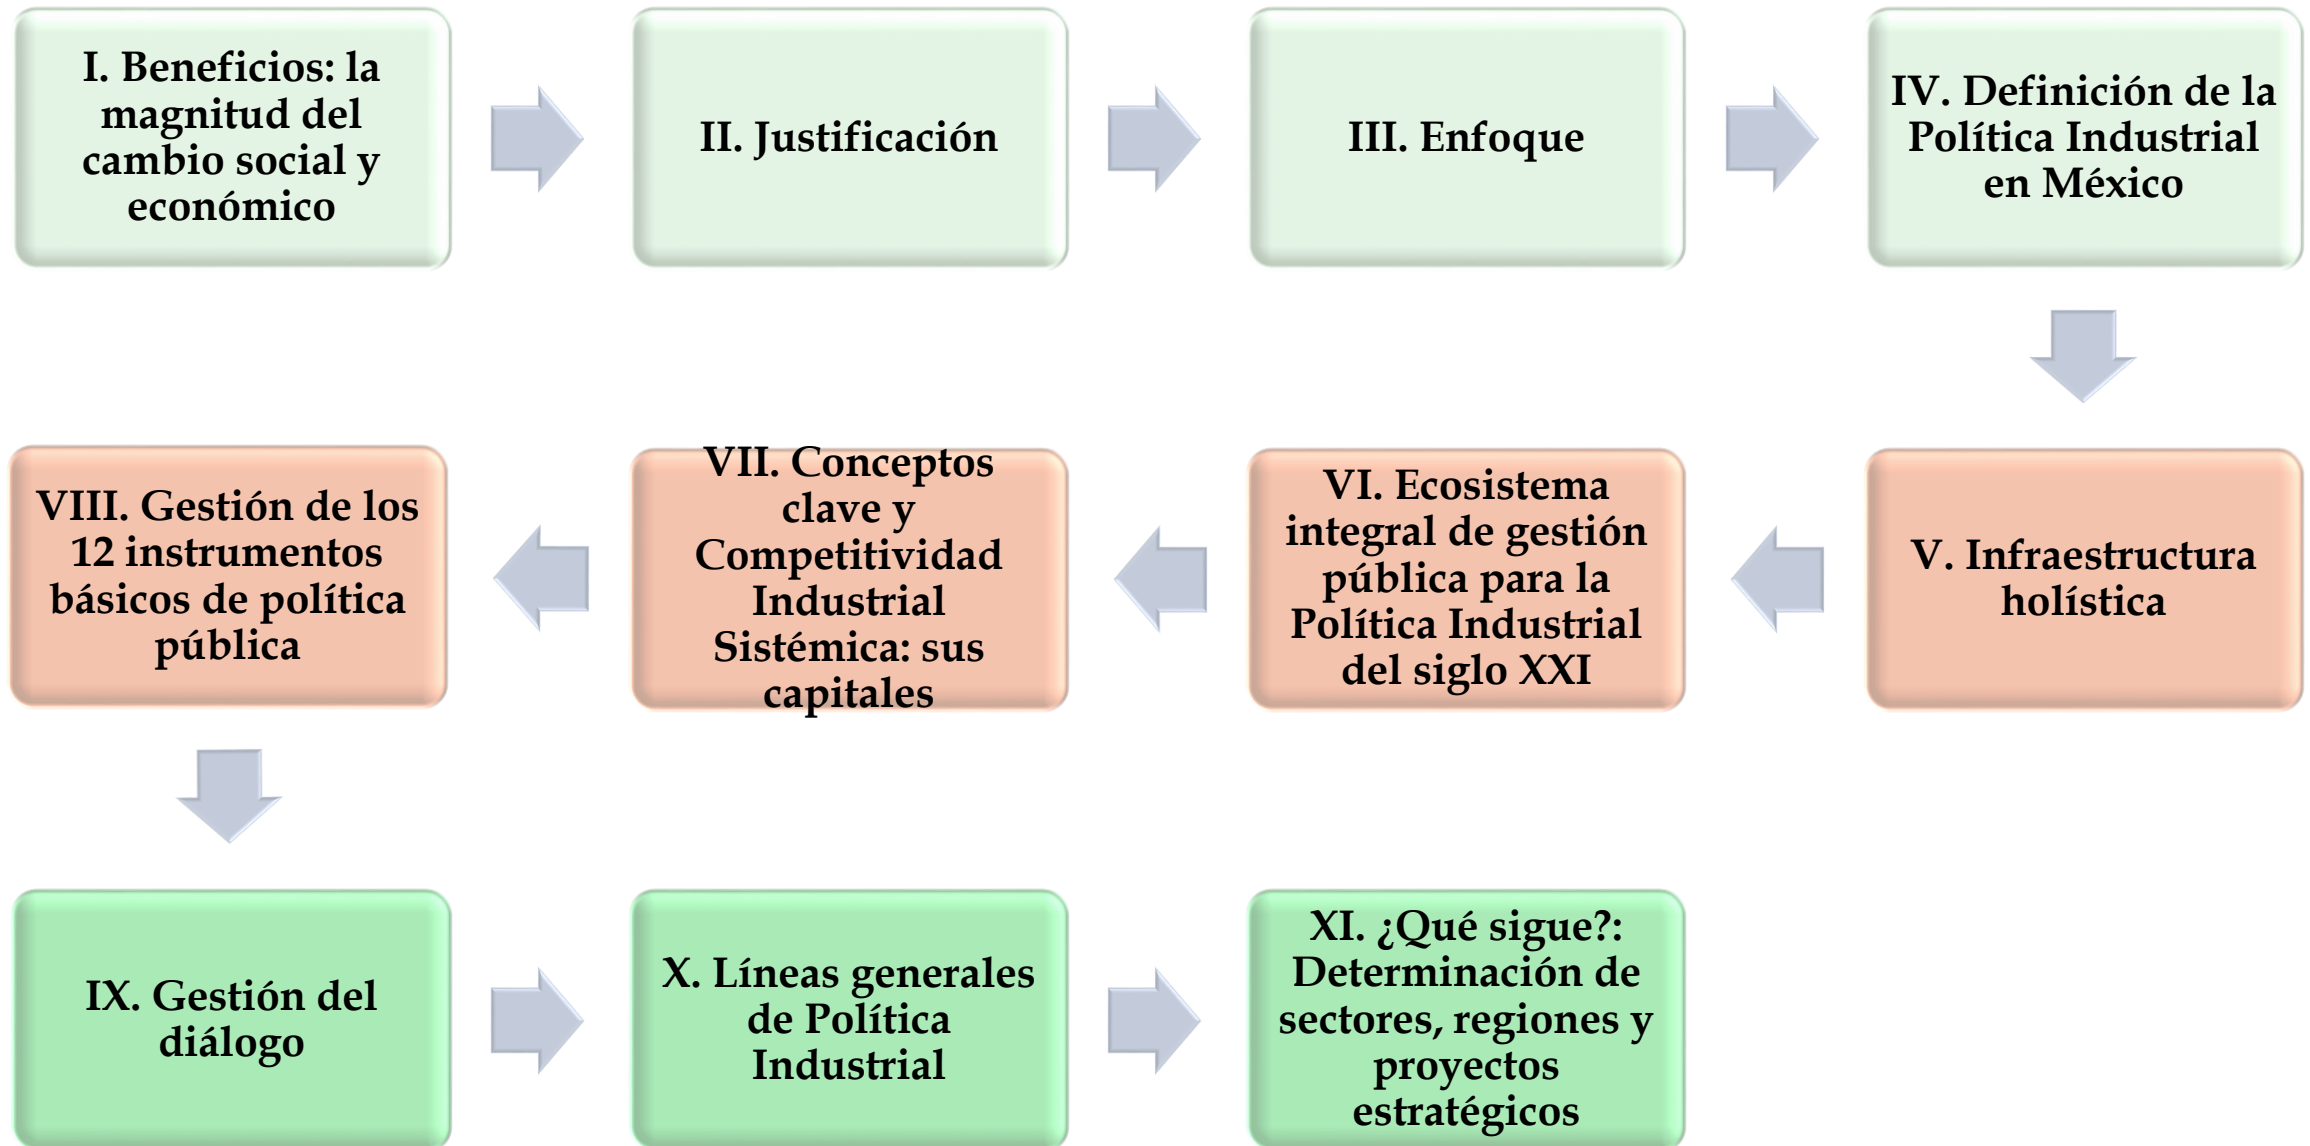 I. Beneficios: la
magnitud del
cambio social y
económico
II. Justificación
III. Enfoque
IV. Definición de la
Política Industrial
en México
V. Infraestructura
holística
VI. Ecosistema
integral de gestión
pública para la
Política Industrial
del siglo XXI
VII. Conceptos
clave y
Competitividad
Industrial
Sistémica: sus
capitales
VIII. Gestión de los
12 instrumentos
básicos de política
pública
IX. Gestión del
diálogo
X. Líneas generales
de Política
Industrial
XI. ¿Qué sigue?:
Determinación de
sectores, regiones y
proyectos
estratégicos